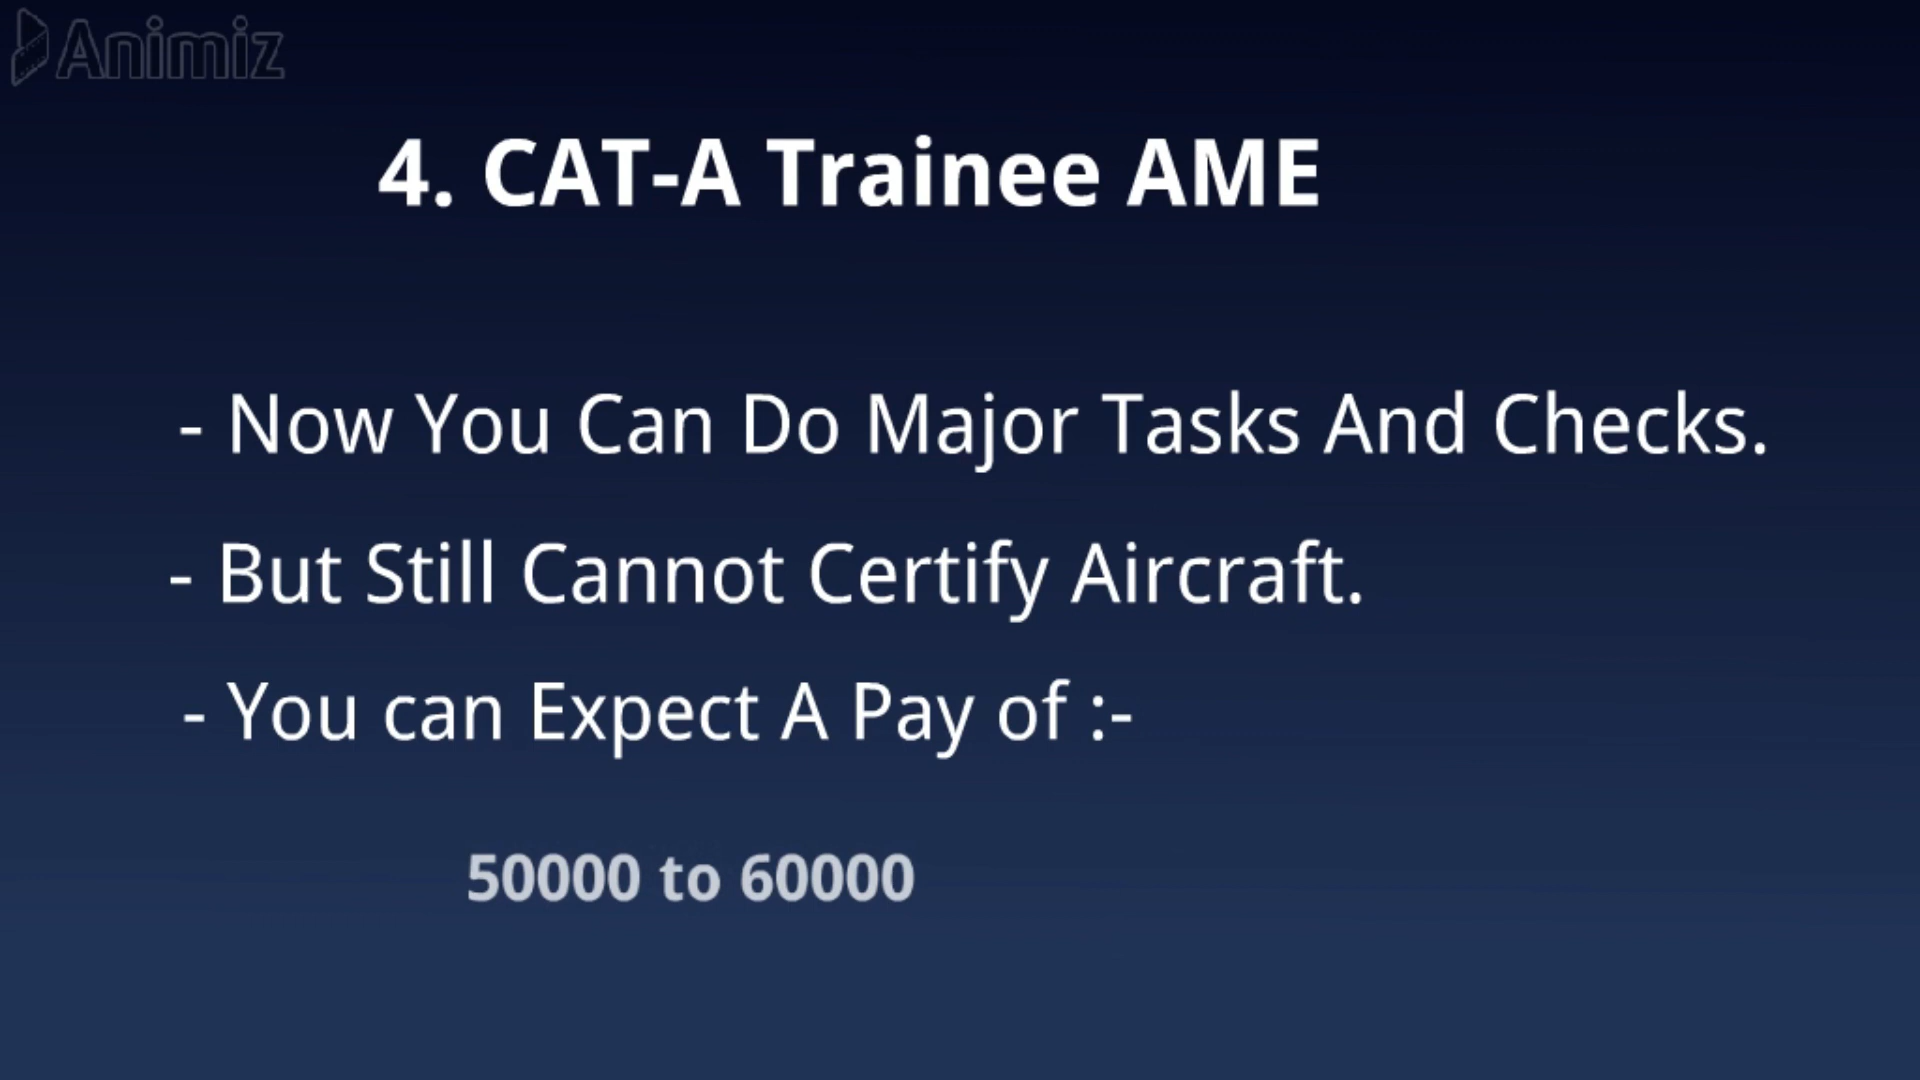 Animiz
4. CAT-A Trainee AME
- Now You Can Do Major Tasks And Checks.
- But Still Cannot Certify Aircraft.
- You can Expect A Pay of :-
50000 to 60000